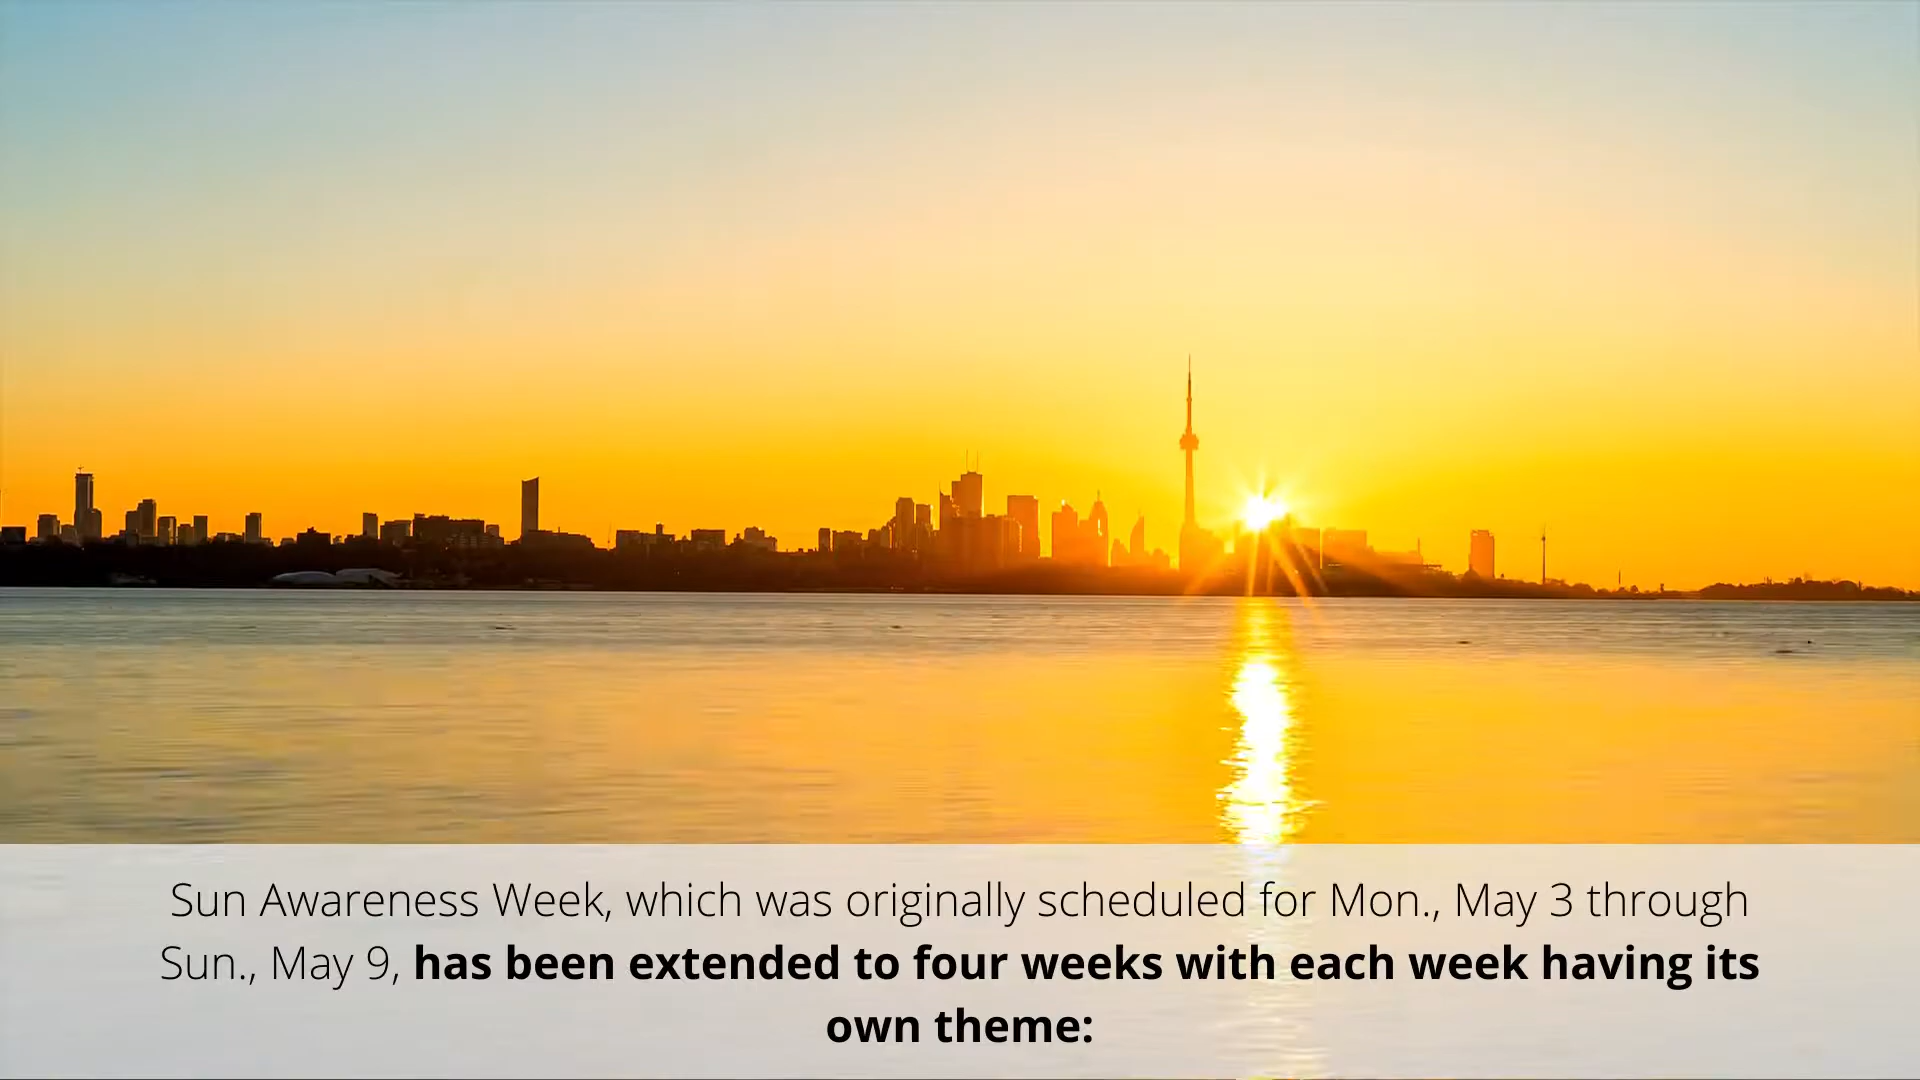 Sun Awareness Week, which was originally scheduled for Mon., May 3 through
Sun., May 9, has been extended to four weeks with each week having its
own theme: